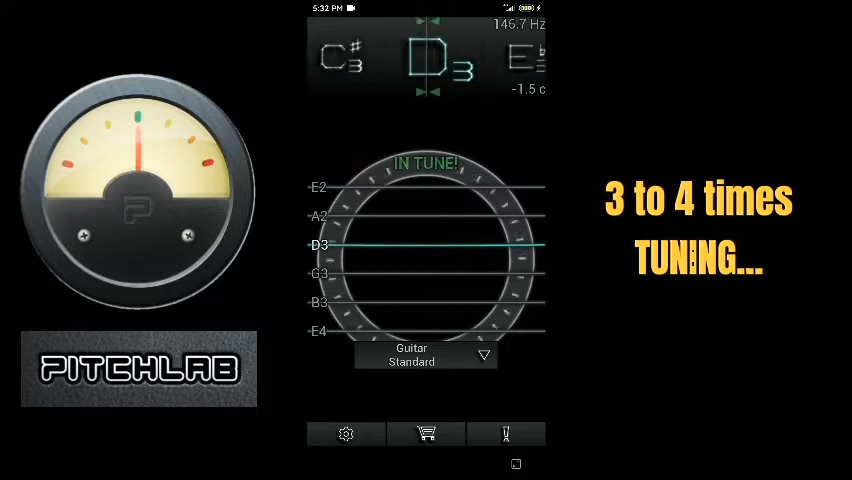 5:32 PM
146.7 Hz
C♯3
D3
E♭
-1.5 c
IN TUNE!
E2
A2
D3
G3
B3
E4
Guitar
Standard
P
PITCHLAB
3 to 4 times
TUNING...